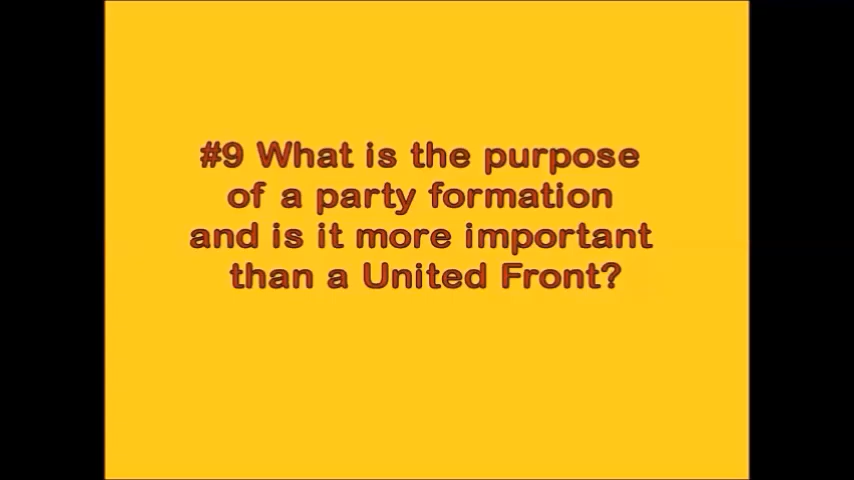 #9 What is the purpose
of a party formation
and is it more important
than a United Front?